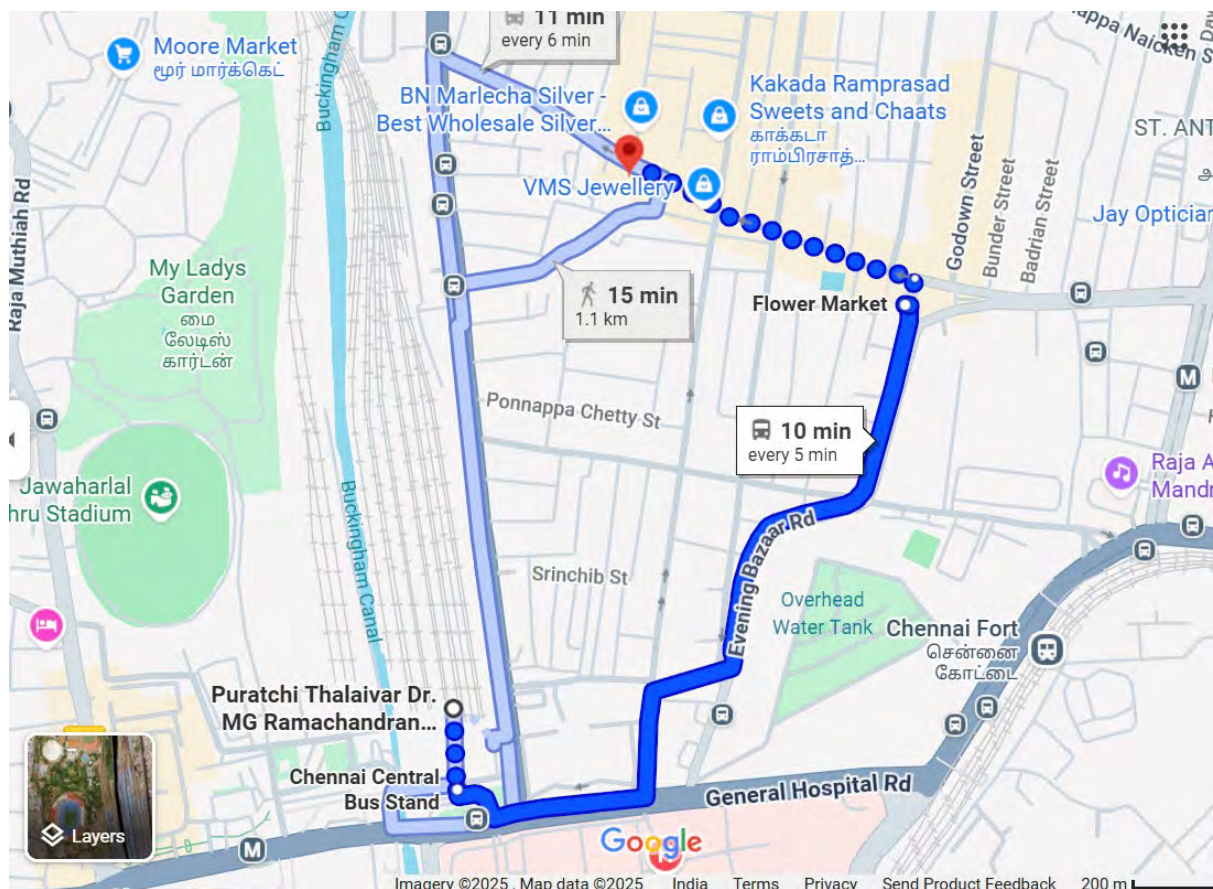 11 min
every 6 min
Moore Market
மூர் மார்க்கெட்
Buckingham
BN Marlecha Silver -
Best Wholesale Silver...
Kakada Ramprasad
Sweets and Chaats
காக்கடா
ராம்பிரசாத்...
VMS Jewellery
Naicken
ST. ANT
Godown Street
Bunder Street
Badrian Street
Jay Optician
Raja Muthiah Rd
My Ladys
Garden
மை
லேடிஸ்
கார்டன்
15 min
1.1 km
Flower Market
Ponnappa Chetty St
10 min
every 5 min
M
Raja A
Mandr
Jawaharlal
hru Stadium
Buckingham Canal
Evening Bazaar Rd
Srinchib St
Overhead
Water Tank
Chennai Fort
சென்னை
கோட்டை
Puratchi Thalaivar Dr.
MG Ramachandran...
Chennai Central
Bus Stand
General Hospital Rd
Layers
M
Google
Imagery ©2025 , Map data ©2025 India Terms Privacy Send Product Feedback 200 m